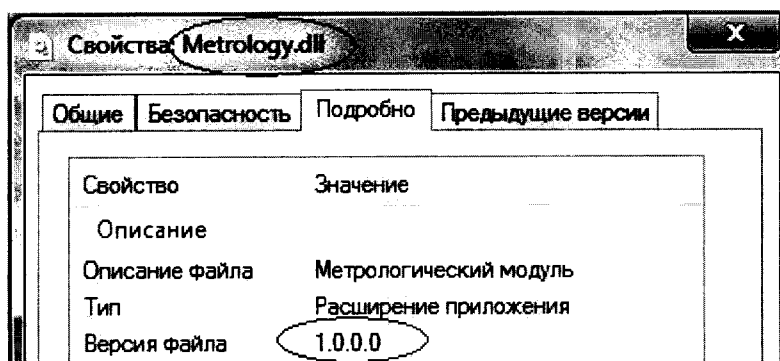 Свойства: Metrology.dll
x
Общие Безопасность Подробно Предыдущие версии
Свойство Значение
Описание
Описание файла Метрологический модуль
Тип Расширение приложения
Версия файла 1.0.0.0